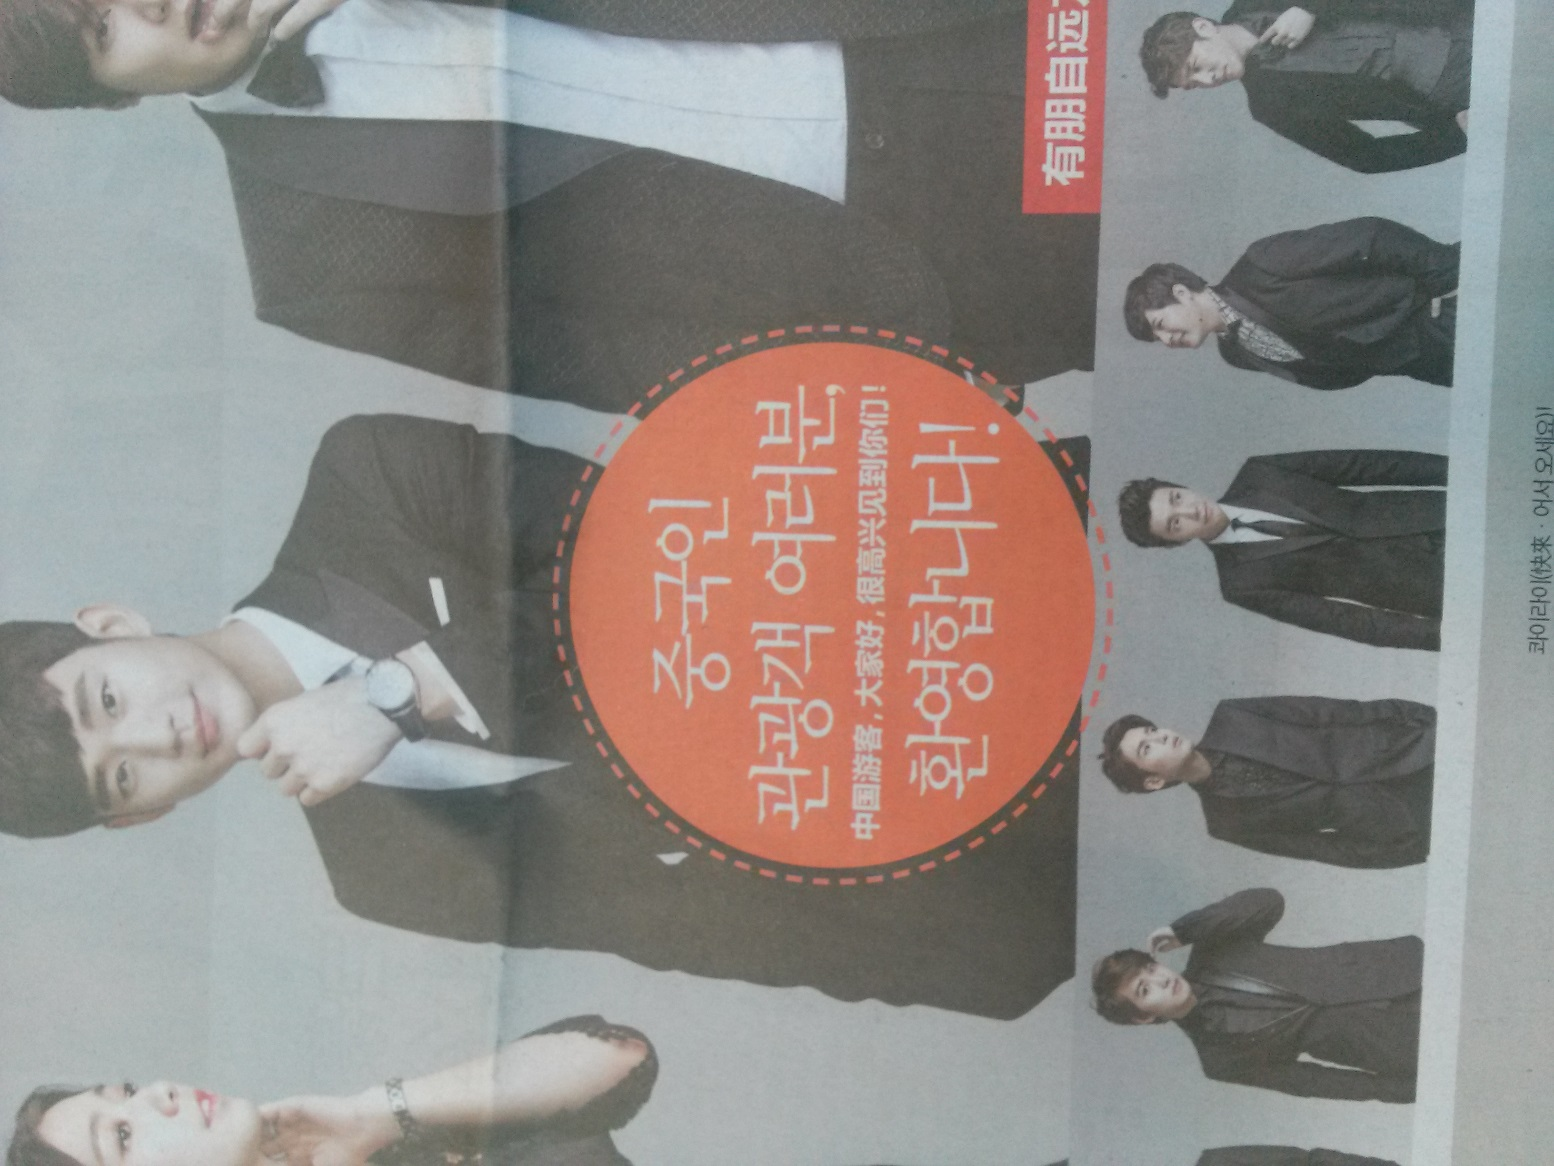 중국인
관광객 여러분,
中国游客, 大家好, 很高兴见到你们!
환영합니다!
有朋自远
콰이라이(快來·어서 오세요)!